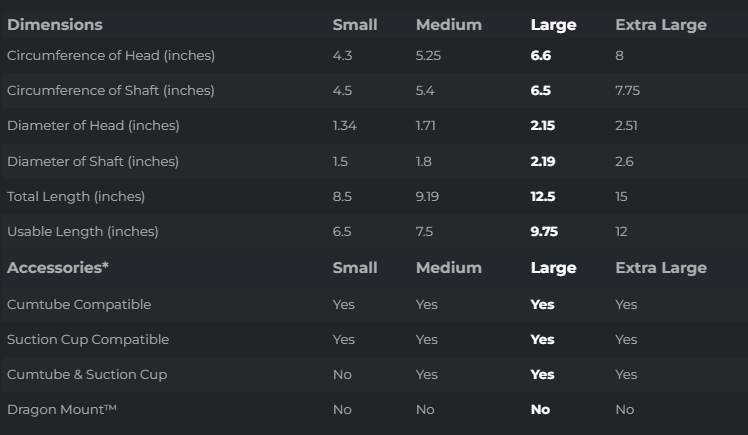 Dimensions Small Medium Large Extra Large
Circumference of Head (inches) 4.3 5.25 6.6 8
Circumference of Shaft (inches) 4.5 5.4 6.5 7.75
Diameter of Head (inches) 1.34 1.71 2.15 2.51
Diameter of Shaft (inches) 1.5 1.8 2.19 2.6
Total Length (inches) 8.5 9.19 12.5 15
Usable Length (inches) 6.5 7.5 9.75 12
Accessories* Small Medium Large Extra Large
Cumtube Compatible Yes Yes Yes Yes
Suction Cup Compatible Yes Yes Yes Yes
Cumtube & Suction Cup No Yes Yes Yes
Dragon Mount™ No No No No